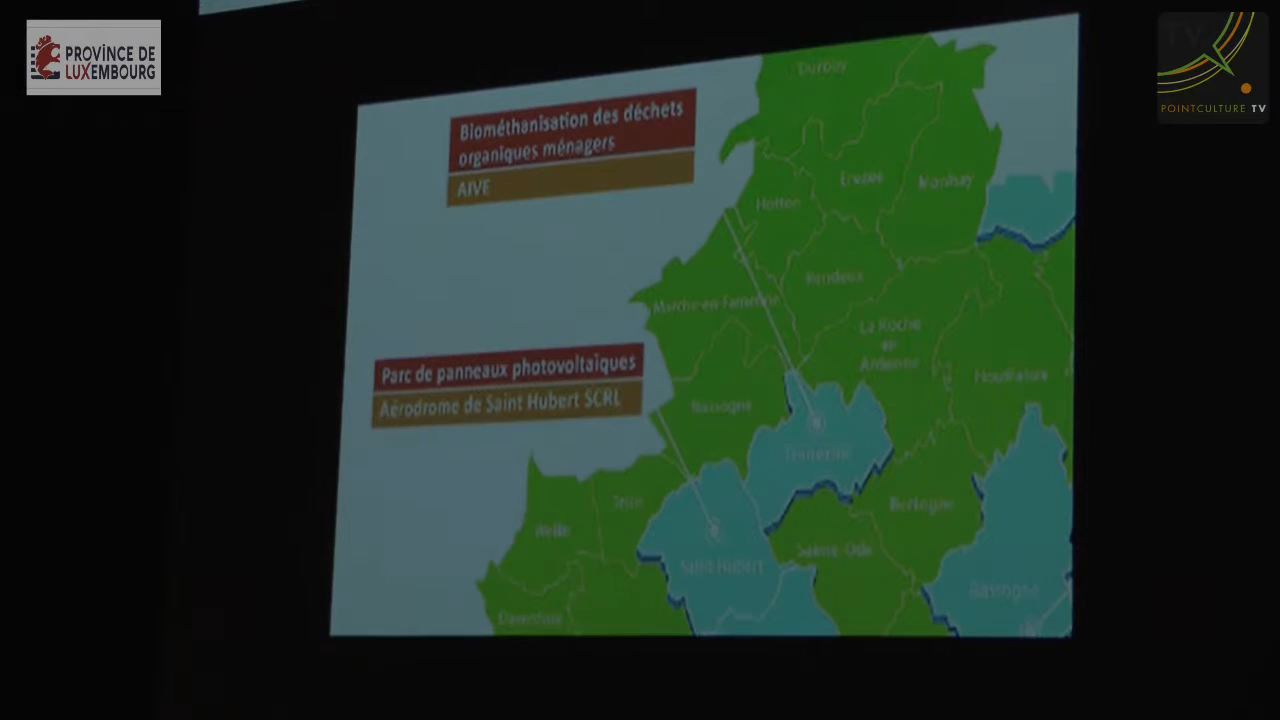 PROVINCE DE
LUXEMBOURG
POINTCULTURE TV
Durbuy
Biométhanisation des déchets
organiques ménagers
AIVE
Erezée
Manhay
Hotton
Rendeux
Marche-en-Famenne
La Roche
en
Ardenne
Parc de panneaux photovoltaïques
Aérodrome de Saint Hubert SCRL
Houffalize
Nassogne
Tenneville
Tellin
Wellin
Bertogne
Sainte-Ode
Saint Hubert
Bastogne
Daverdisse